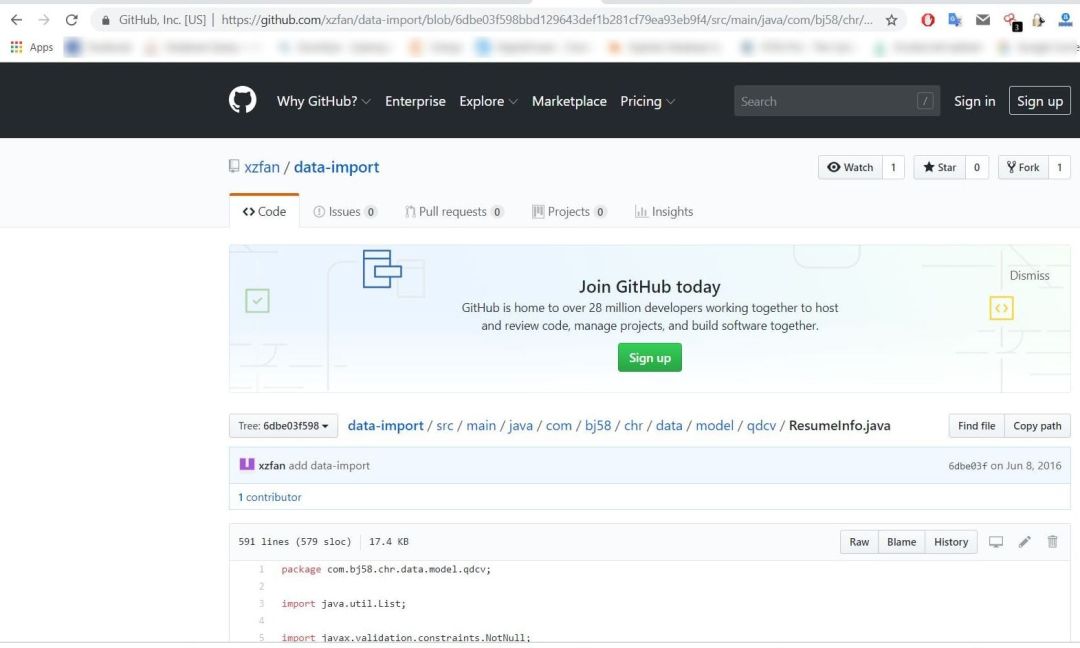 GitHub, Inc. [US] | https://github.com/xzfan/data-import/blob/6dbe03f598bbd129643def1b281cf79ea93eb9f4/src/main/java/com/bj58/chr/...
3
Apps
Why GitHub? Enterprise Explore Marketplace Pricing Search / Sign in Sign up
xzfan / data-import Watch 1 Star 0 Fork 1
Code Issues 0 Pull requests 0 Projects 0 Insights
Join GitHub today
Dismiss
GitHub is home to over 28 million developers working together to host
and review code, manage projects, and build software together.
Sign up
Tree: 6dbe03f598 data-import / src / main / java / com / bj58 / chr / data / model / qdcv / ResumeInfo.java Find file Copy path
xzfan add data-import 6dbe03f on Jun 8, 2016
1 contributor
591 lines (579 sloc) 17.4 KB Raw Blame History
1 package com.bj58.chr.data.model.qdcv;
2
3 import java.util.List;
4
5 import javax.validation.constraints.NotNull;